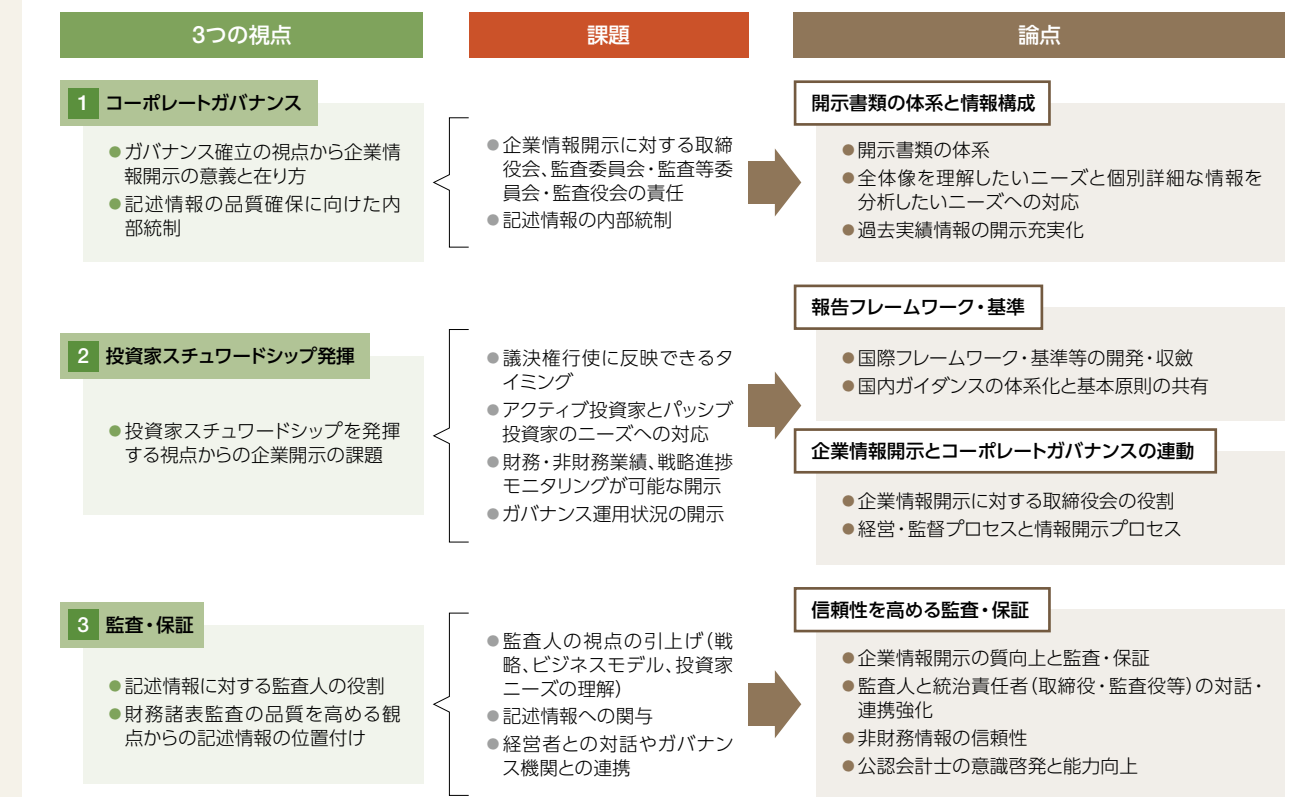 3つの視点
課題
論点
1 コーポレートガバナンス
●ガバナンス確立の視点から企業情
報開示の意義と在り方
●記述情報の品質確保に向けた内
部統制
●企業情報開示に対する取締
役会、監査委員会・監査等委
員会・監査役会の責任
●記述情報の内部統制
開示書類の体系と情報構成
●開示書類の体系
●全体像を理解したいニーズと個別詳細な情報を
分析したいニーズへの対応
●過去実績情報の開示充実化
2 投資家スチュワードシップ発揮
●投資家スチュワードシップを発揮
する視点からの企業開示の課題
●議決権行使に反映できるタ
イミング
●アクティブ投資家とパッシブ
投資家のニーズへの対応
●財務・非財務業績、戦略進捗
モニタリングが可能な開示
●ガバナンス運用状況の開示
報告フレームワーク・基準
●国際フレームワーク・基準等の開発・収斂
●国内ガイダンスの体系化と基本原則の共有
企業情報開示とコーポレートガバナンスの連動
●企業情報開示に対する取締役会の役割
●経営・監督プロセスと情報開示プロセス
3 監査・保証
●記述情報に対する監査人の役割
●財務諸表監査の品質を高める観
点からの記述情報の位置付け
●監査人の視点の引上げ（戦
略、ビジネスモデル、投資家
ニーズの理解）
●記述情報への関与
●経営者との対話やガバナン
ス機関との連携
信頼性を高める監査・保証
●企業情報開示の質向上と監査・保証
●監査人と統治責任者（取締役・監査役等）の対話・
連携強化
●非財務情報の信頼性
●公認会計士の意識啓発と能力向上